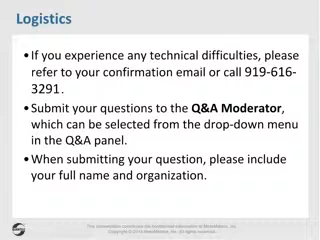 Logistics
•If you experience any technical difficulties, please
refer to your confirmation email or call 919-616-
3291.
•Submit your questions to the Q&A Moderator,
which can be selected from the drop-down menu
in the Q&A panel.
•When submitting your question, please include
your full name and organization.
This presentation constitutes the confidential information of MetaMetrics, Inc.
Copyright © 2014 MetaMetrics, Inc. All rights reserved.